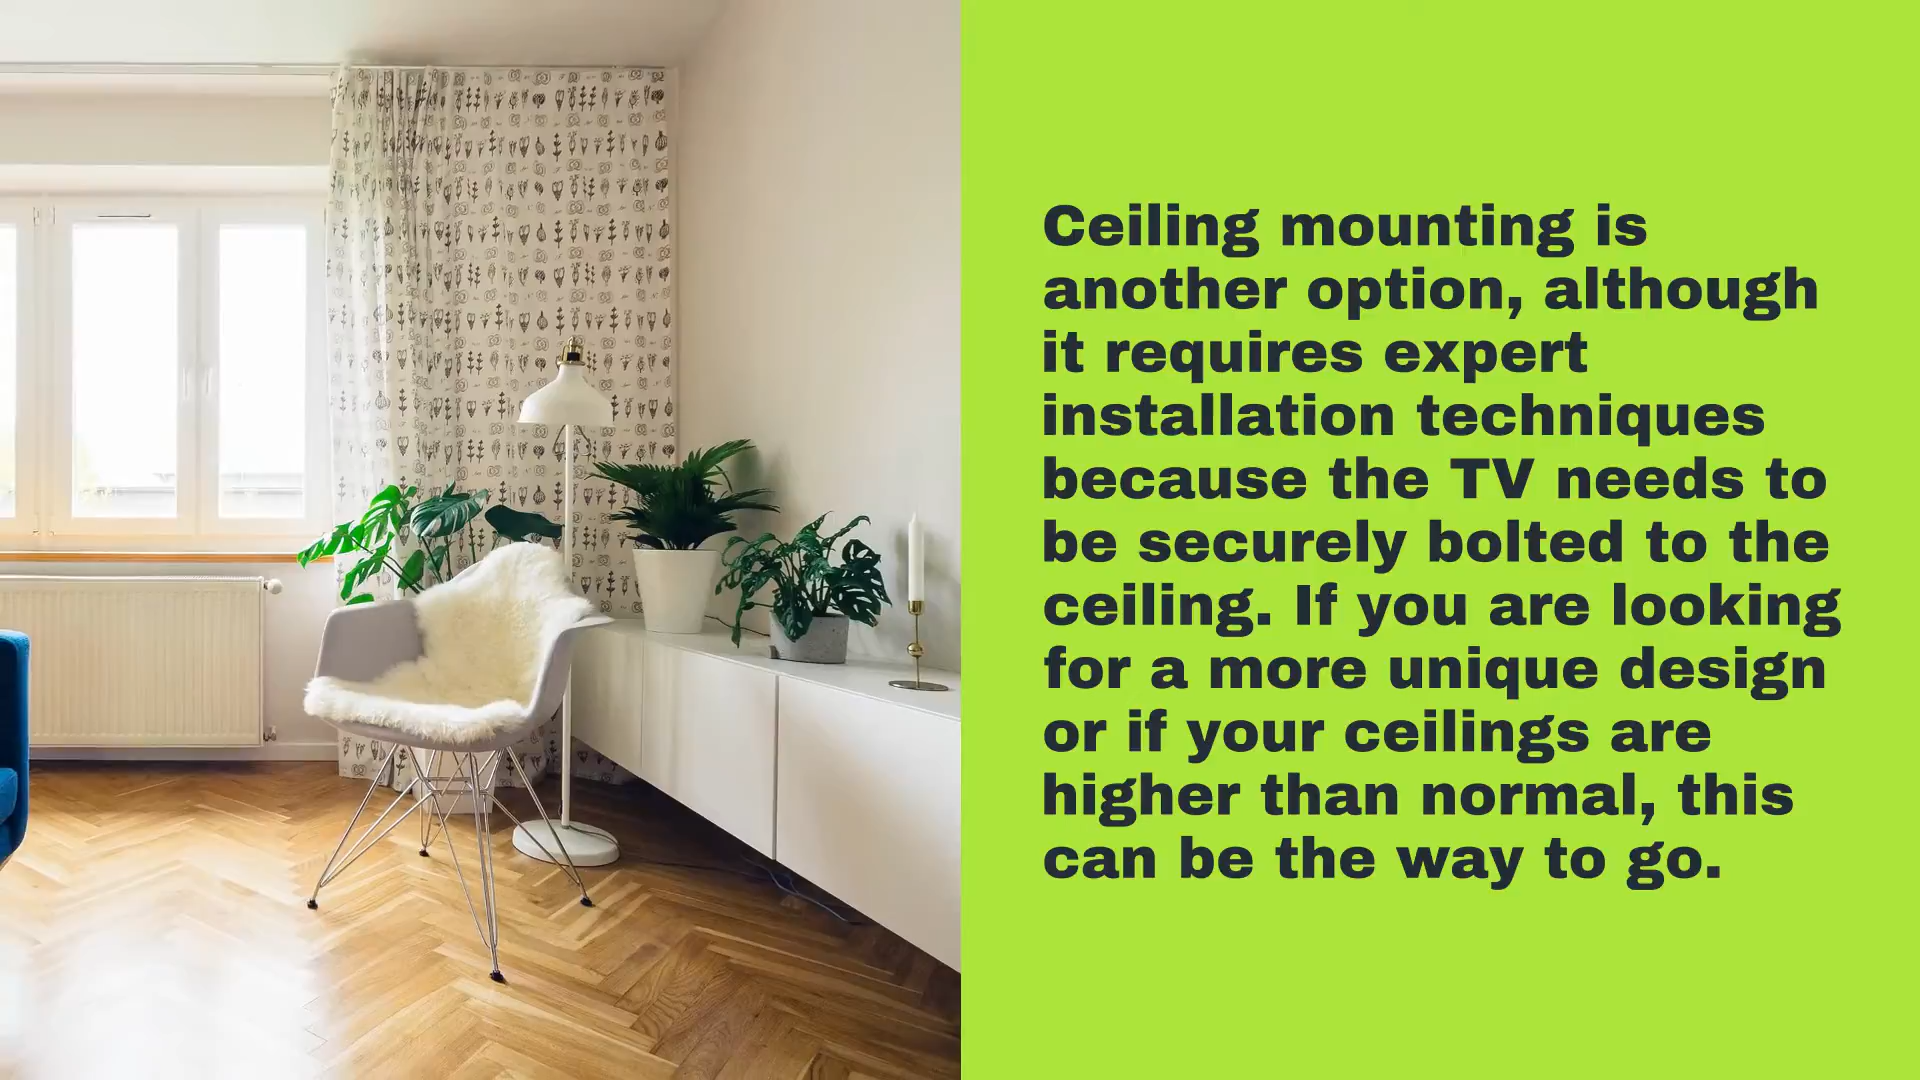 Ceiling mounting is
another option, although
it requires expert
installation techniques
because the TV needs to
be securely bolted to the
ceiling. If you are looking
for a more unique design
or if your ceilings are
higher than normal, this
can be the way to go.